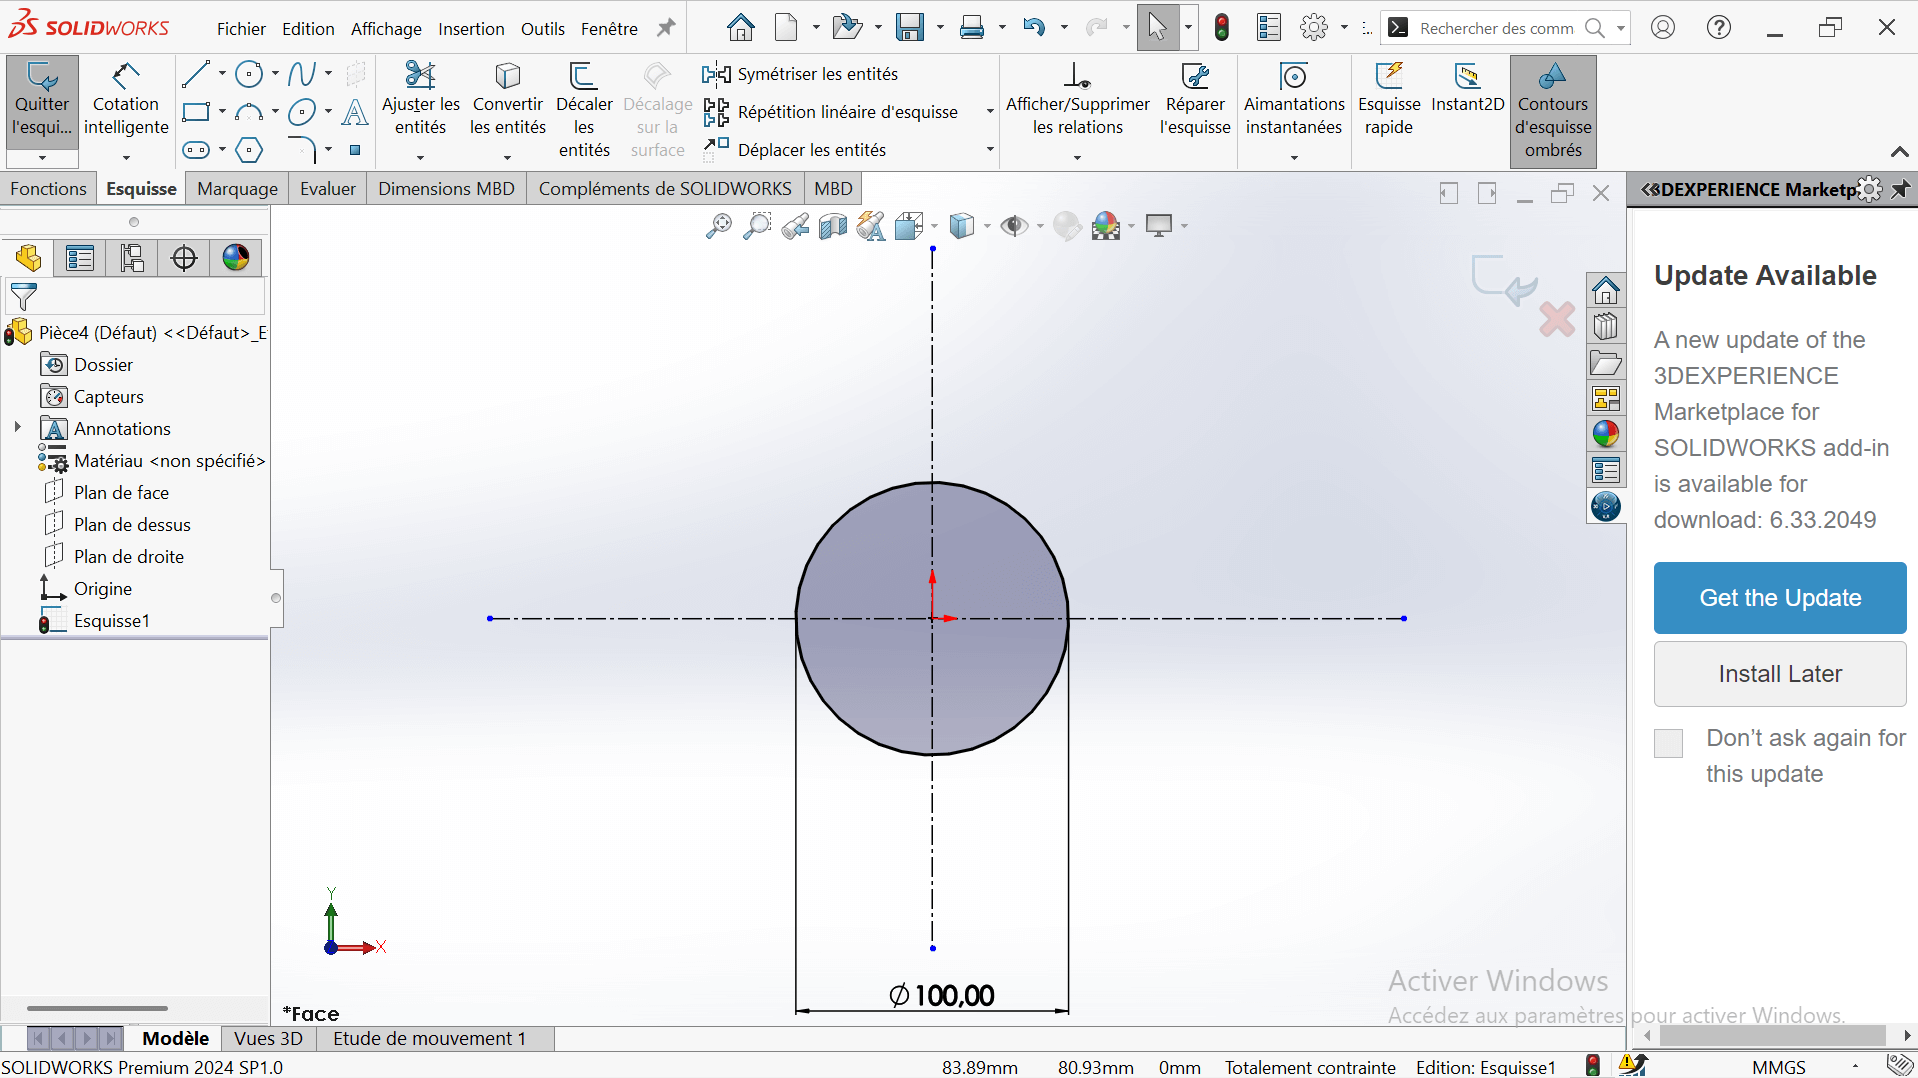 SOLIDWORKS
Fichier Edition Affichage Insertion Outils Fenêtre
Rechercher des comm
Quitter l'esqui...
Cotation intelligente
Ajuster les entités
Convertir les entités
Décaler les entités
Décalage sur la surface
Symétriser les entités
Répétition linéaire d'esquisse
Déplacer les entités
Afficher/Supprimer les relations
Réparer l'esquisse
Aimantations instantanées
Esquisse rapide
Instant2D
Contours d'esquisse ombrés
Fonctions Esquisse Marquage Evaluer Dimensions MBD Compléments de SOLIDWORKS MBD
3DEXPERIENCE Marketp
Pièce4 (Défaut) <<Défaut>_E
Dossier
Capteurs
Annotations
Matériau <non spécifié>
Plan de face
Plan de dessus
Plan de droite
Origine
Esquisse1
Y
X
*Face
Ø100,00
Update Available
A new update of the
3DEXPERIENCE
Marketplace for
SOLIDWORKS add-in
is available for
download: 6.33.2049
Get the Update
Install Later
Don't ask again for
this update
Activer Windows
Accédez aux paramètres pour activer Windows.
Modèle Vues 3D Etude de mouvement 1
SOLIDWORKS Premium 2024 SP1.0 83.89mm 80.93mm 0mm Totalement contrainte Edition: Esquisse1 MMGS